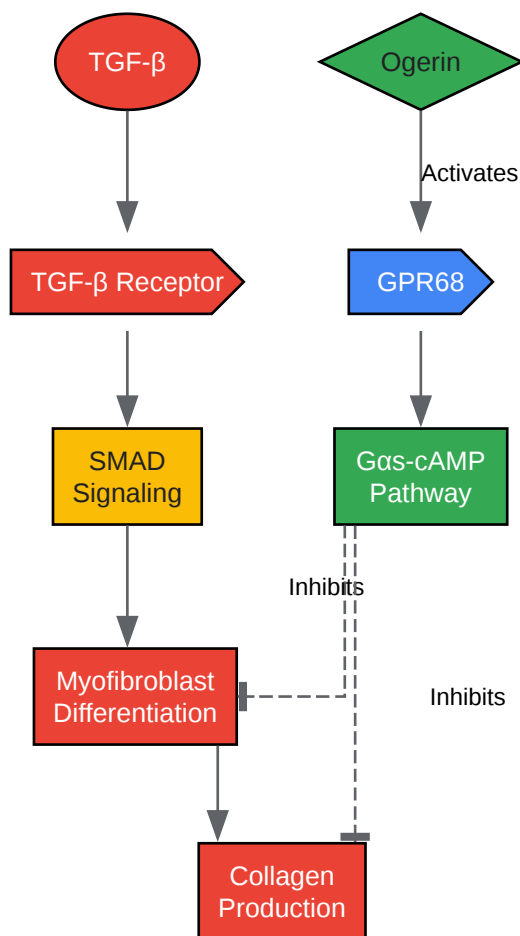 TGF-β
Ogerin
Activates
TGF-β Receptor
GPR68
SMAD
Signaling
Gαs-cAMP
Pathway
Inhibits
Myofibroblast
Differentiation
Inhibits
Collagen
Production